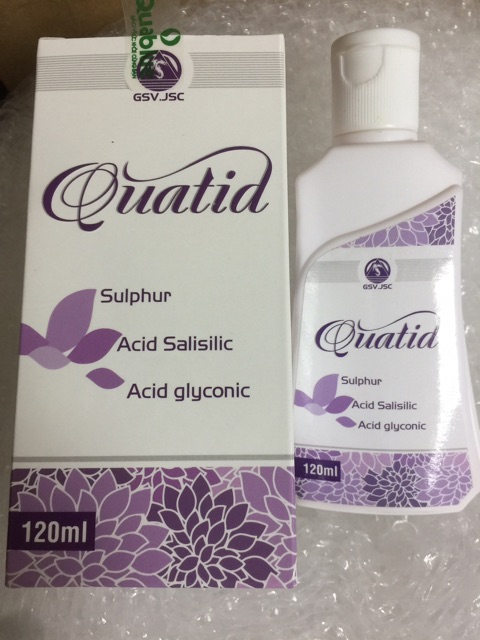 GSV.JSC
Quatid
Sulphur
Acid Salisilic
Acid glyconic
120ml
GSV.JSC
Quatid
Sulphur
Acid Salisilic
Acid glyconic
120ml